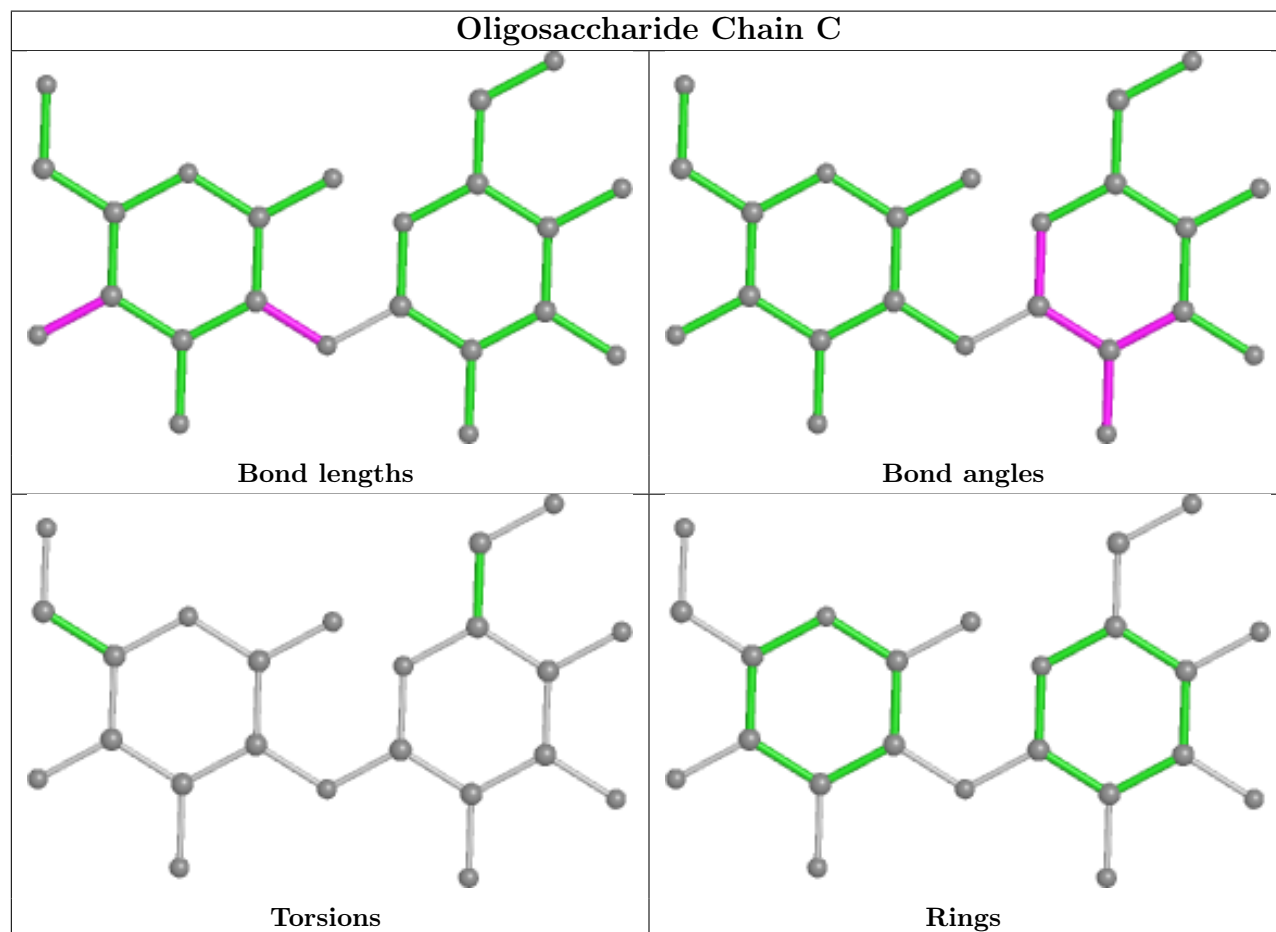 Oligosaccharide Chain C
Bond lengths
Bond angles
Torsions
Rings